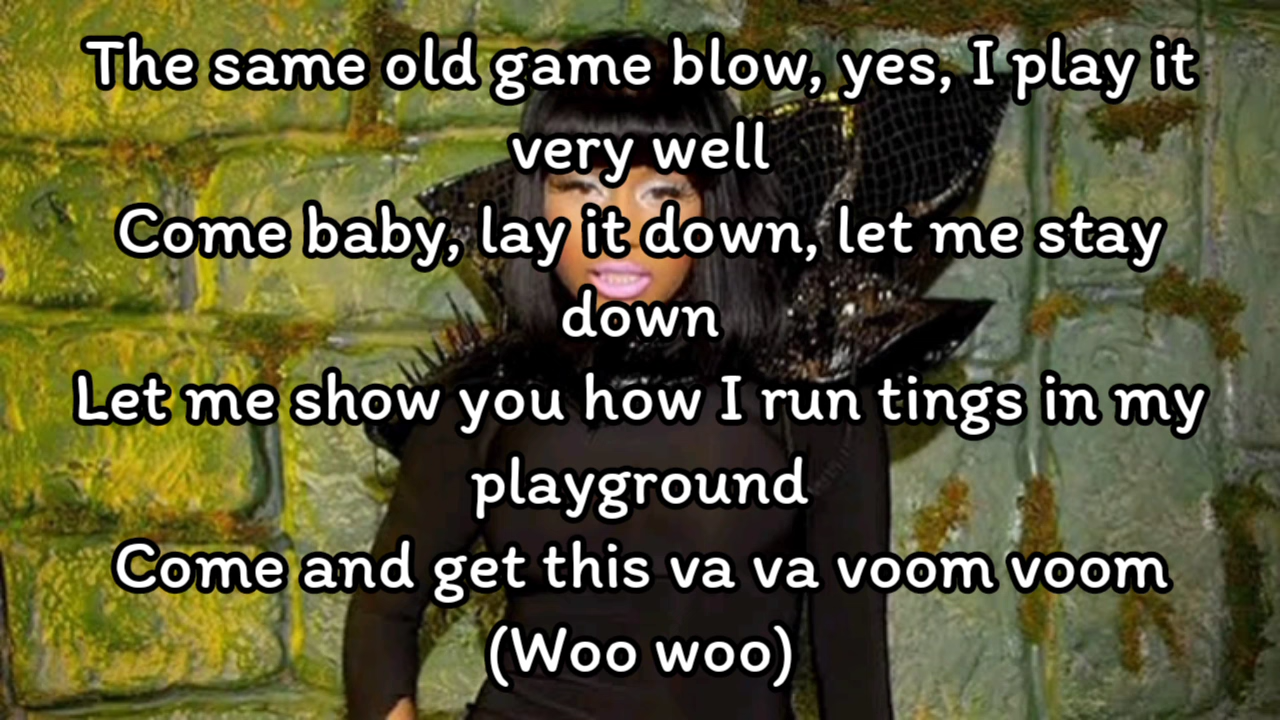 The same old game blow, yes, I play it
very well
Come baby, lay it down, let me stay
down
Let me show you how I run tings in my
playground
Come and get this va va voom voom
(Woo woo)